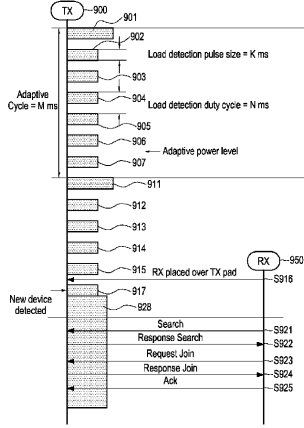 TX
900
901
902
Load detection pulse size = K ms
903
Adaptive
Cycle = M ms
904
Load detection duty cycle = N ms
905
906
Adaptive power level
907
911
912
913
914
RX
950
915
RX placed over TX pad
S916
917
New device
detected
928
Search
S921
Response Search
S922
Request Join
S923
Response Join
S924
Ack
S925